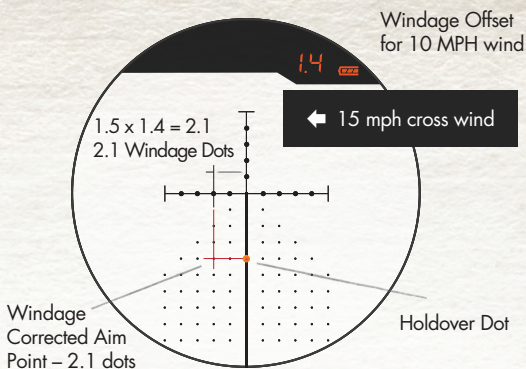 Windage Offset
for 10 MPH wind
1.4
← 15 mph cross wind
1.5 x 1.4 = 2.1
2.1 Windage Dots
Holdover Dot
Windage
Corrected Aim
Point – 2.1 dots